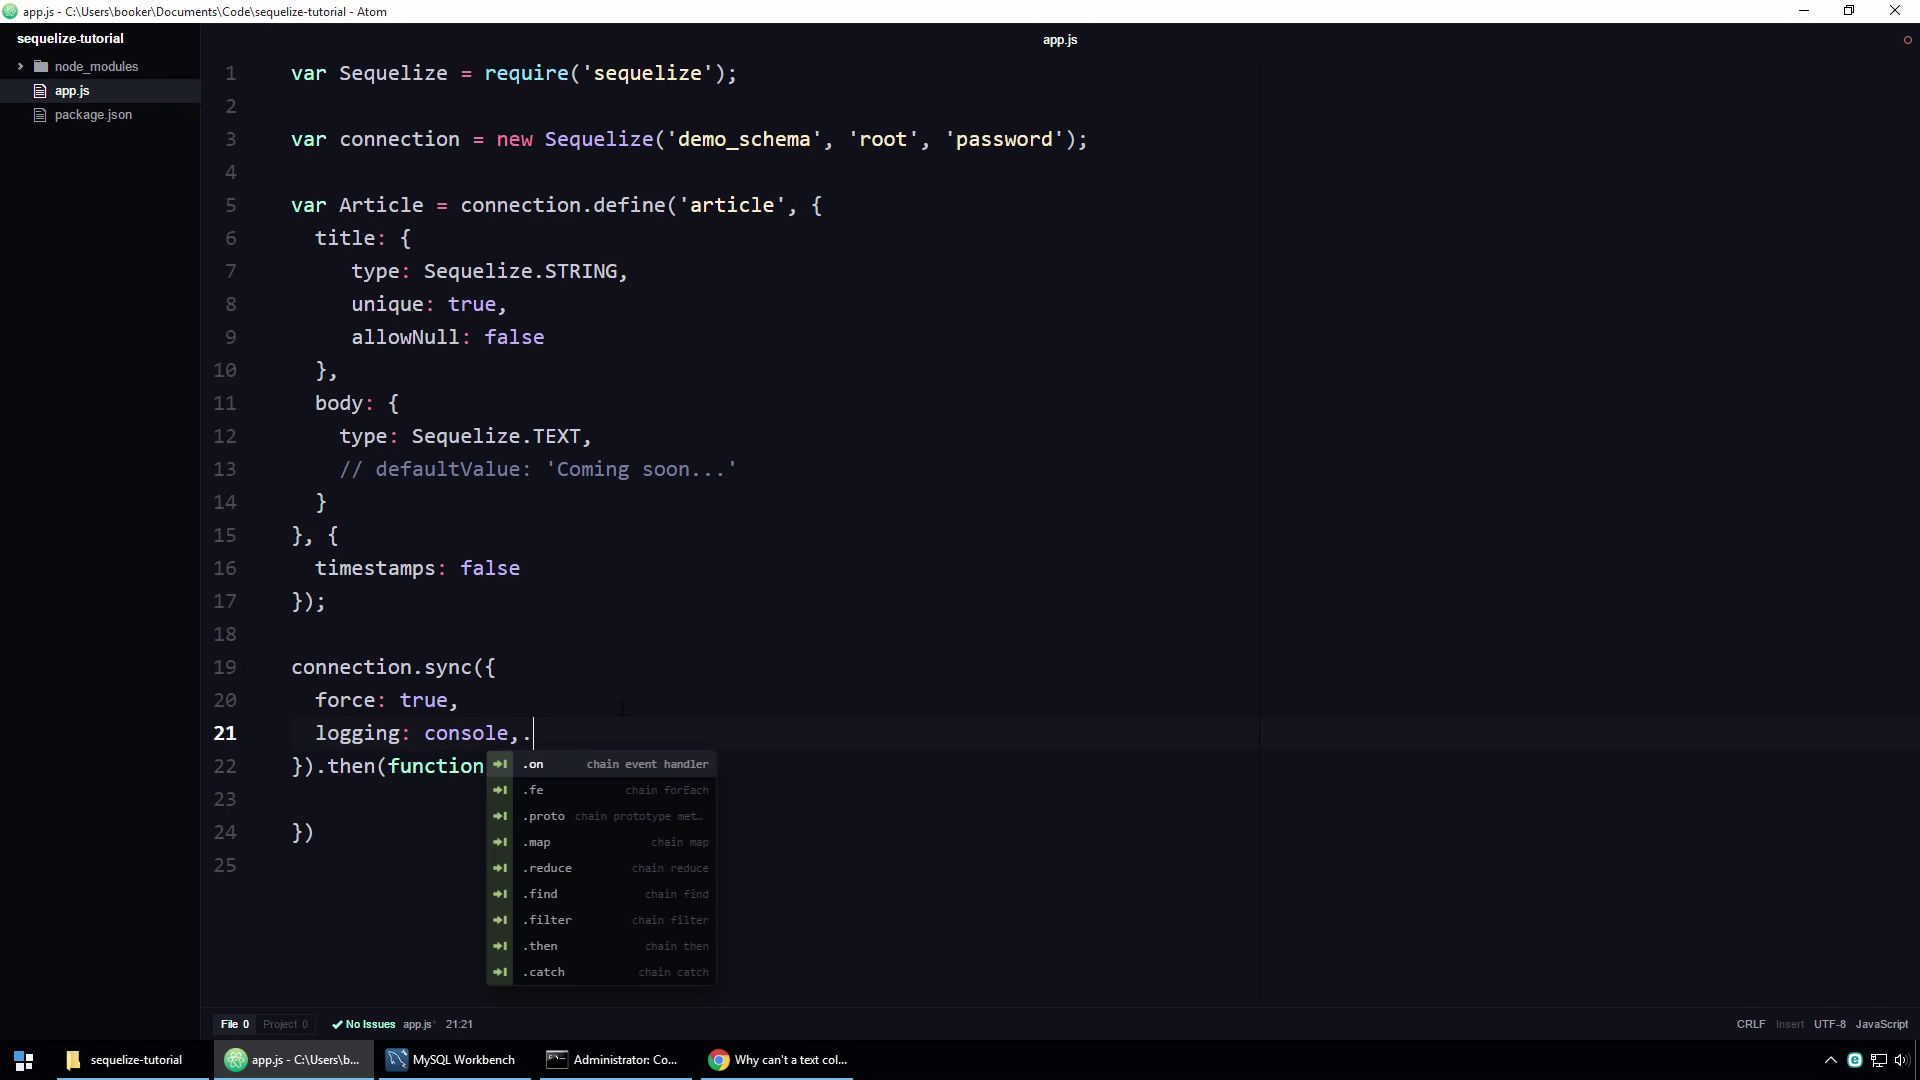 app.js - C:\Users\booker\Documents\Code\sequelize-tutorial - Atom
sequelize-tutorial
node_modules
app.js
package.json
app.js
1 var Sequelize = require('sequelize');
2
3 var connection = new Sequelize('demo_schema', 'root', 'password');
4
5 var Article = connection.define('article', {
6 title: {
7 type: Sequelize.STRING,
8 unique: true,
9 allowNull: false
10 },
11 body: {
12 type: Sequelize.TEXT,
13 // defaultValue: 'Coming soon...'
14 }
15 }, {
16 timestamps: false
17 });
18
19 connection.sync({
20 force: true,
21 logging: console,.
22 }).then(function
23
24 })
25
.on chain event handler
.fe chain forEach
.proto chain prototype met…
.map chain map
.reduce chain reduce
.find chain find
.filter chain filter
.then chain then
.catch chain catch
File 0 Project 0 No Issues app.js* 21:21 CRLF Insert UTF-8 JavaScript
sequelize-tutorial app.js - C:\Users\b... MySQL Workbench Administrator: Co... Why can't a text col...